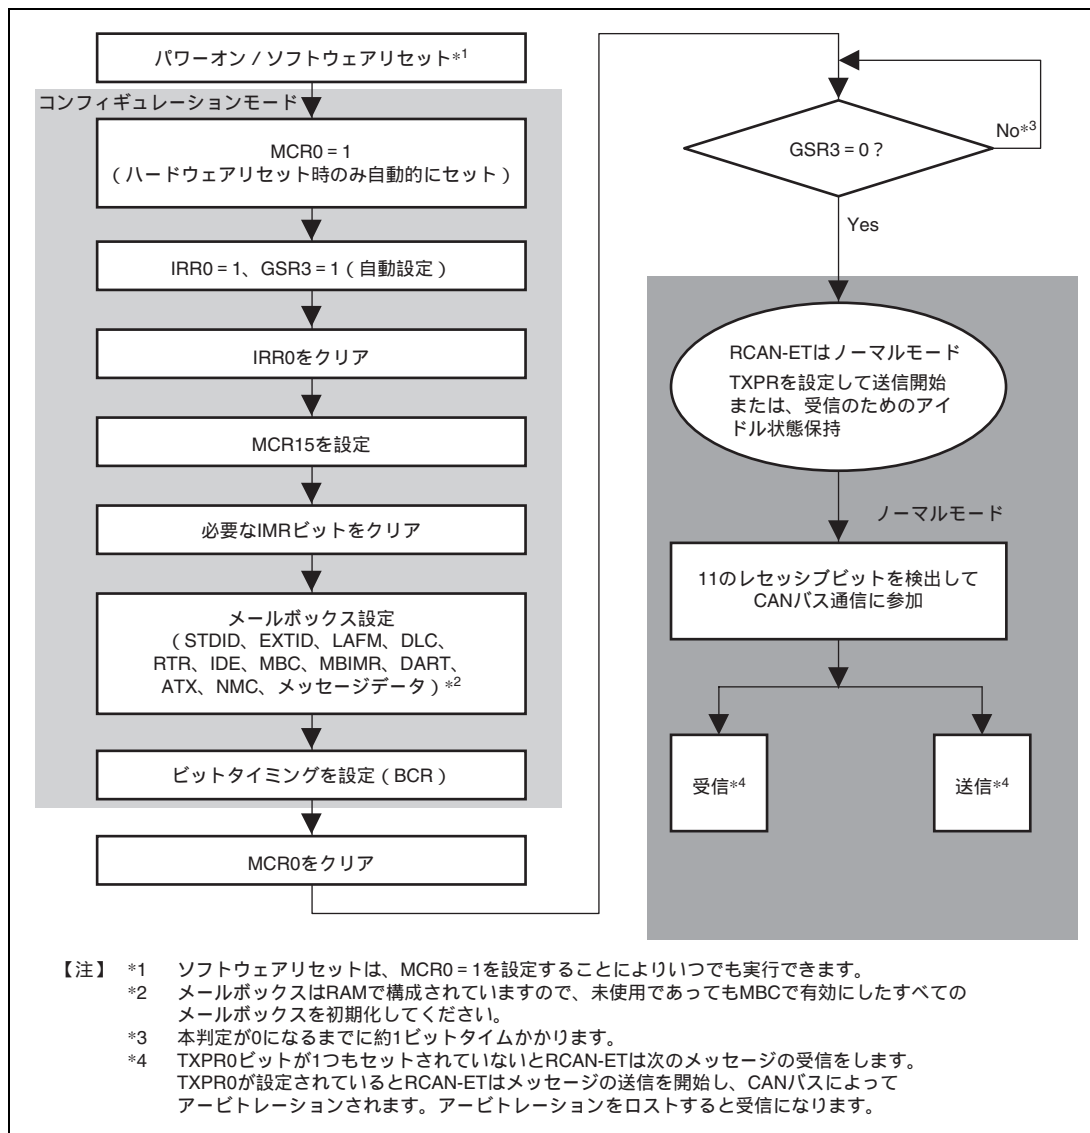 パワーオン / ソフトウェアリセット*1
コンフィギュレーションモード
MCR0 = 1
( ハードウェアリセット時のみ自動的にセット )
IRR0 = 1、GSR3 = 1 ( 自動設定 )
IRR0をクリア
MCR15を設定
必要なIMRビットをクリア
メールボックス設定
( STDID、EXTID、LAFM、DLC、
RTR、IDE、MBC、MBIMR、DART、
ATX、NMC、メッセージデータ ) *2
ビットタイミングを設定 ( BCR )
MCR0をクリア
GSR3 = 0 ?
No*3
Yes
RCAN-ETはノーマルモード
TXPRを設定して送信開始
または、受信のためのアイ
ドル状態保持
ノーマルモード
11のレセッシブビットを検出して
CANバス通信に参加
受信*4
送信*4
【注】 *1 ソフトウェアリセットは、MCR0 = 1を設定することによりいつでも実行できます。
*2 メールボックスはRAMで構成されていますので、未使用であってもMBCで有効にしたすべての
メールボックスを初期化してください。
*3 本判定が0になるまでに約1ビットタイムかかります。
*4 TXPR0ビットが1つもセットされていないとRCAN-ETは次のメッセージの受信をします。
TXPR0が設定されているとRCAN-ETはメッセージの送信を開始し、CANバスによって
アービトレーションされます。アービトレーションをロストすると受信になります。